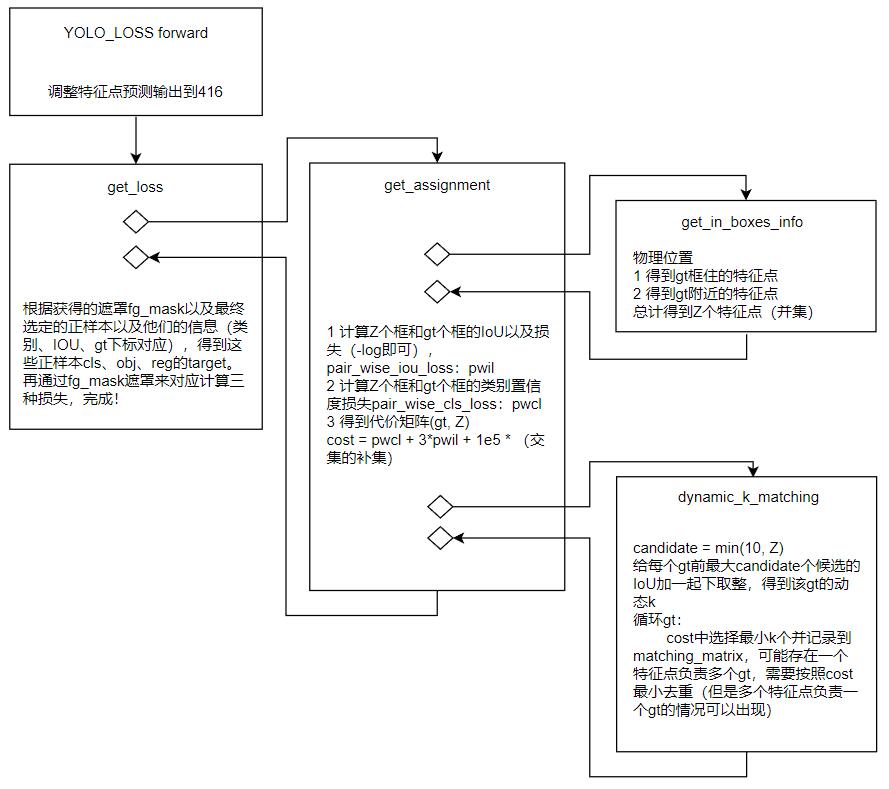 YOLO_LOSS forward
调整特征点预测输出到416
get_loss
根据获得的遮罩fg_mask以及最终
选定的正样本以及他们的信息（类
别、IOU、gt下标对应），得到这
些正样本cls、obj、reg的target。
再通过fg_mask遮罩来对应计算三
种损失，完成！
get_assignment
1 计算Z个框和gt个框的IoU以及损
失（-log即可），
pair_wise_iou_loss：pwil
2 计算Z个框和gt个框的类别置信
度损失pair_wise_cls_loss：pwcl
3 得到代价矩阵(gt, Z)
cost = pwcl + 3*pwil + 1e5 * （交
集的补集）
get_in_boxes_info
物理位置
1 得到gt框住的特征点
2 得到gt附近的特征点
总计得到Z个特征点（并集）
dynamic_k_matching
candidate = min(10, Z)
给每个gt前最大candidate个候选的
IoU加一起下取整，得到该gt的动
态k
循环gt：
cost中选择最小k个并记录到
matching_matrix，可能存在一个
特征点负责多个gt，需要按照cost
最小去重（但是多个特征点负责一
个gt的情况可以出现）